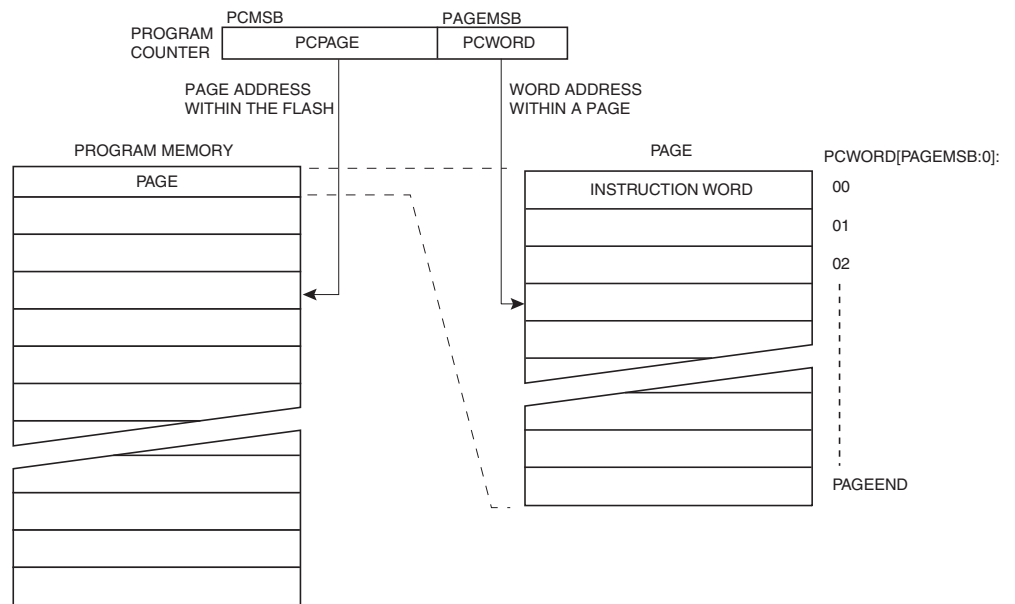 PCMSB
PAGEMSB
PROGRAM
COUNTER
PCPAGE
PCWORD
PAGE ADDRESS
WITHIN THE FLASH
WORD ADDRESS
WITHIN A PAGE
PROGRAM MEMORY
PAGE
PAGE
PCWORD[PAGEMSB:0]:
INSTRUCTION WORD
00
01
02
PAGEEND